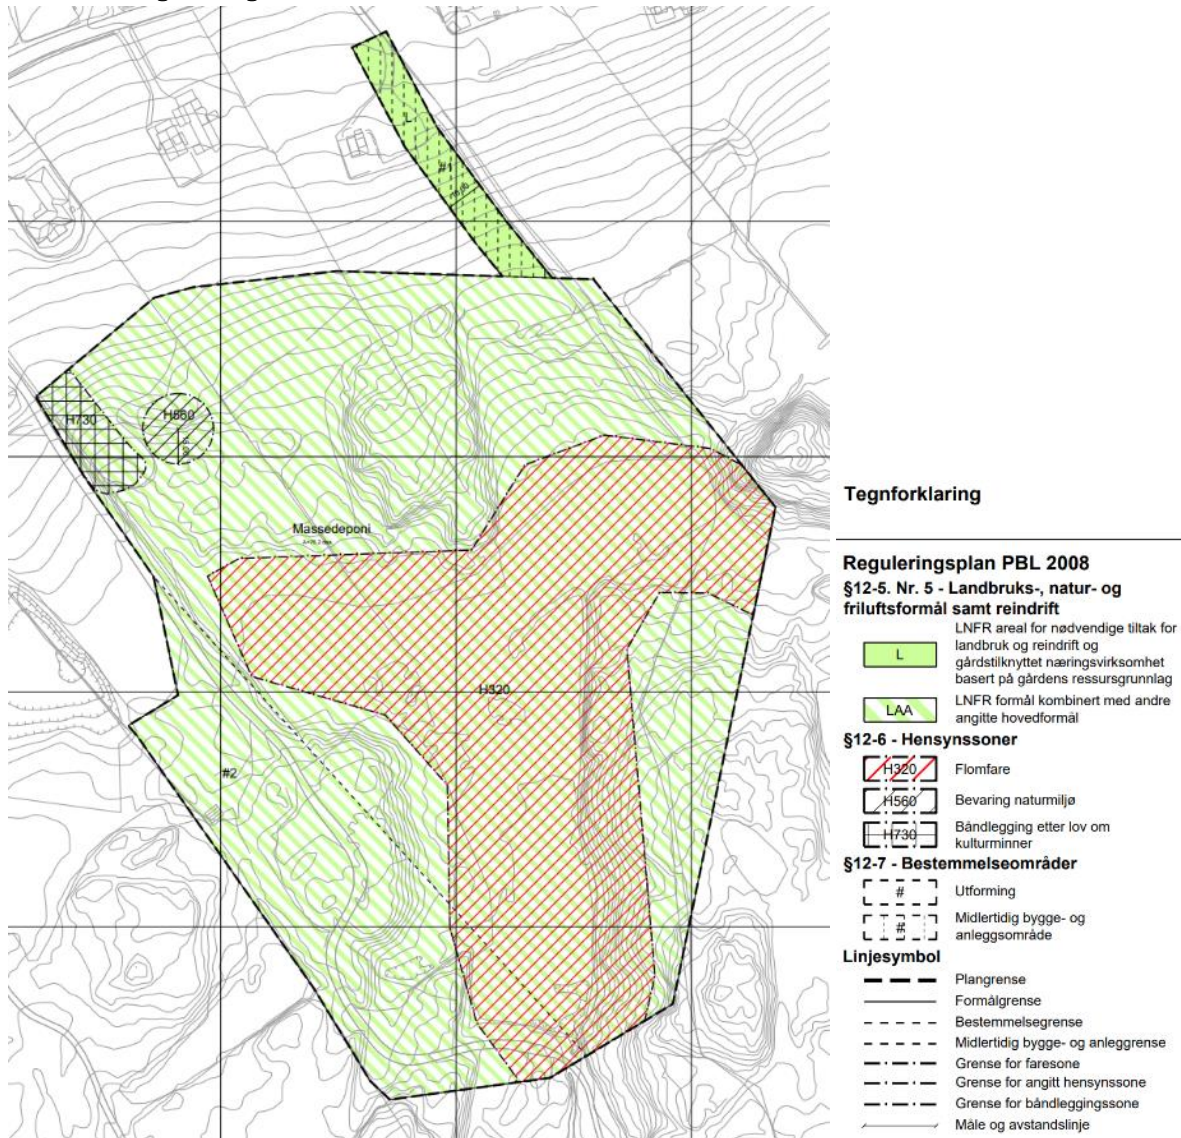 L
#1
H730
H560
Massedeponi
H320
#2
Tegnforklaring
Reguleringsplan PBL 2008
§12-5. Nr. 5 - Landbruks-, natur- og
friluftsformål samt reindrift
L
LNFR areal for nødvendige tiltak for
landbruk og reindrift og
gårdstilknyttet næringsvirksomhet
basert på gårdens ressursgrunnlag
LAA
LNFR formål kombinert med andre
angitte hovedformål
§12-6 - Hensynssoner
H320
Flomfare
H560
Bevaring naturmiljø
H730
Båndlegging etter lov om
kulturminner
§12-7 - Bestemmelseområder
#
Utforming
#
Midlertidig bygge- og
anleggsområde
Linjesymbol
Plangrense
Formålgrense
Bestemmelsegrense
Midlertidig bygge- og anleggrense
Grense for faresone
Grense for angitt hensynssone
Grense for båndleggingssone
Måle og avstandslinje